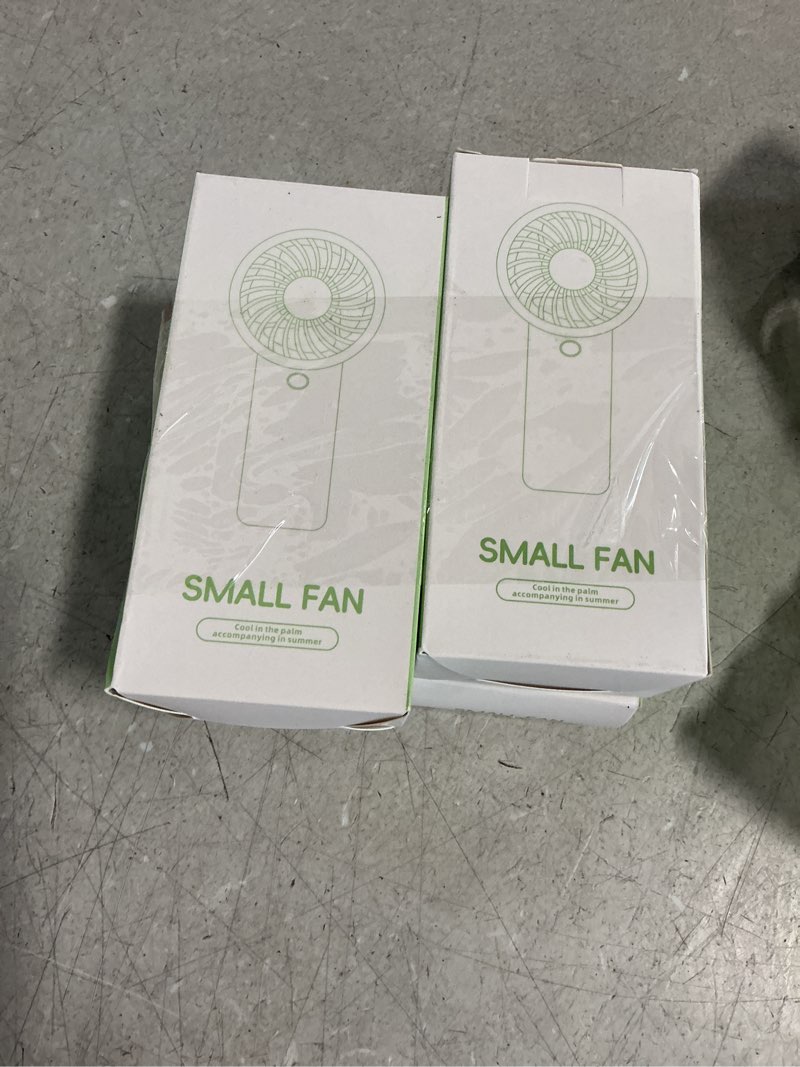 SMALL FAN
Cool in the palm
accompanying in summer
SMALL FAN
Cool in the palm
accompanying in summer